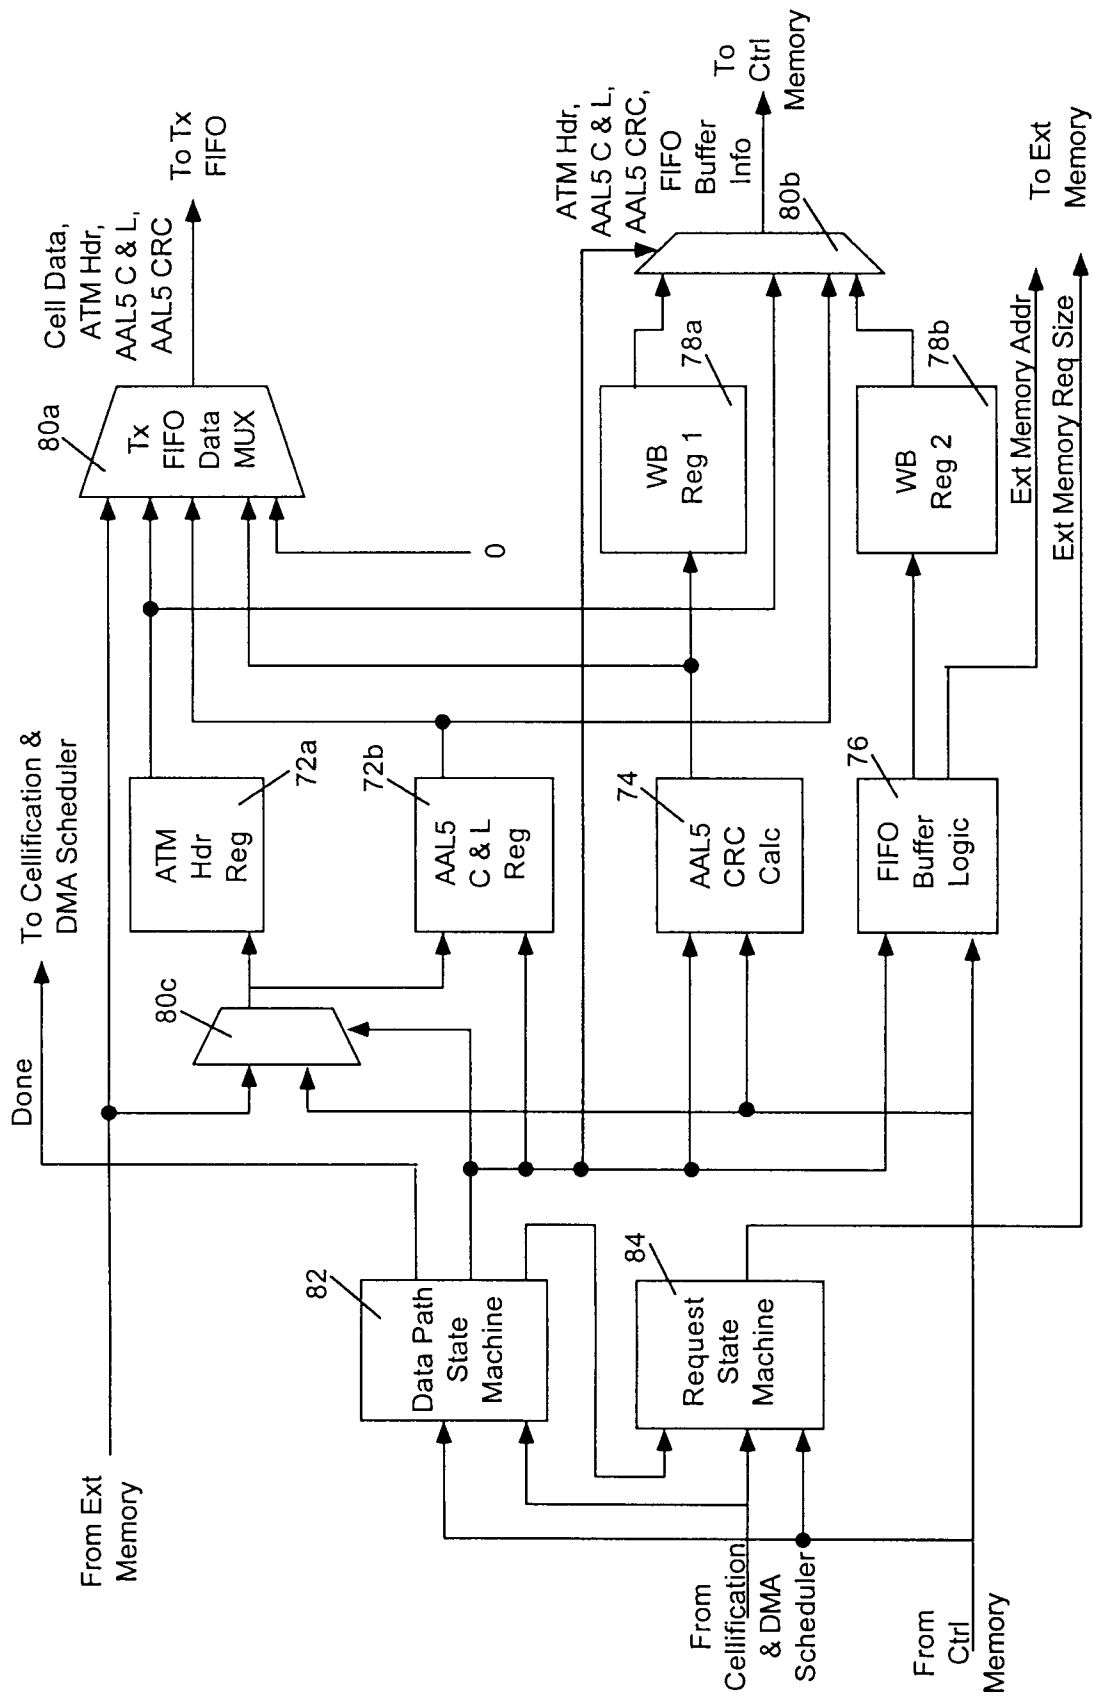 Done
To Cellification &
DMA Scheduler
Cell Data,
ATM Hdr,
AAL5 C & L,
AAL5 CRC
To Tx
FIFO
80a
Tx
FIFO
Data
MUX
0
From Ext
Memory
80c
ATM
Hdr
Reg
72a
82
Data Path
State
Machine
AAL5
C & L
Reg
72b
84
Request
State
Machine
74
AAL5
CRC
Calc
WB
Reg 1
78a
ATM Hdr,
AAL5 C & L,
AAL5 CRC,
FIFO
Buffer
Info
80b
To
Ctrl
Memory
From
Cellification
& DMA
Scheduler
76
FIFO
Buffer
Logic
WB
Reg 2
78b
From
Ctrl
Memory
Ext Memory Addr
Ext Memory Req Size
To Ext
Memory